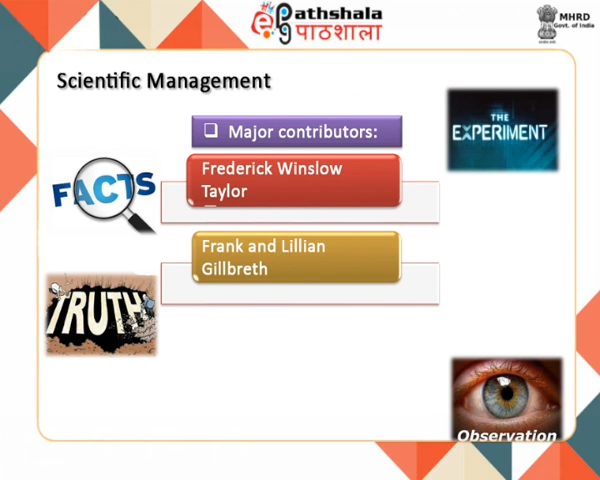 Pathshala
पाठशाला
MHRD
Govt. of India
Scientific Management
Major contributors:
THE
EXPERIMENT
FACTS
Frederick Winslow
Taylor
Frank and Lillian
Gillbreth
TRUTH
Observation